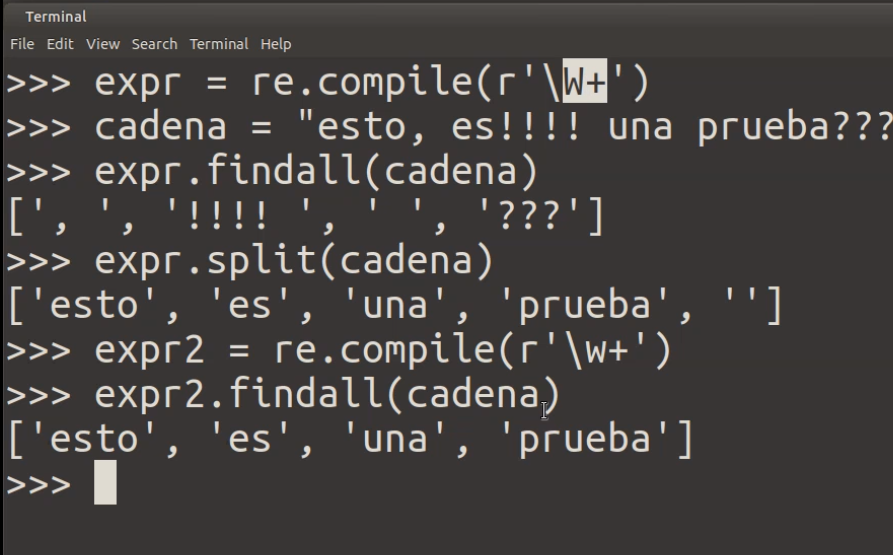 Terminal
File Edit View Search Terminal Help
>>> expr = re.compile(r'\W+')
>>> cadena = "esto, es!!!! una prueba???
>>> expr.findall(cadena)
[', ', '!!!! ', ' ', '???']
>>> expr.split(cadena)
['esto', 'es', 'una', 'prueba', '']
>>> expr2 = re.compile(r'\w+')
>>> expr2.findall(cadena)
['esto', 'es', 'una', 'prueba']
>>>